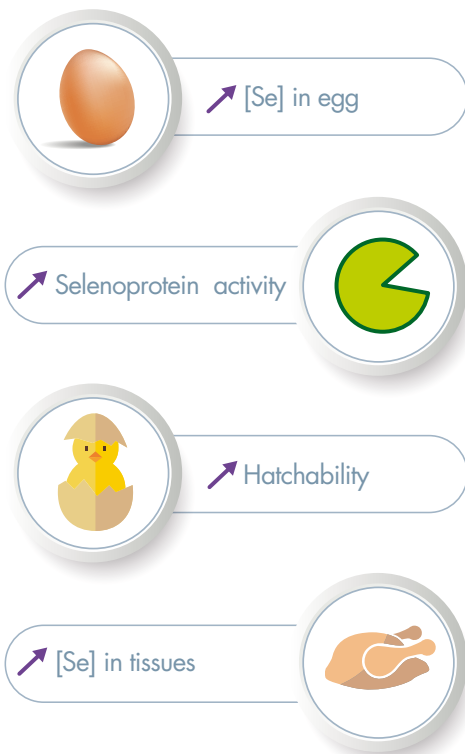 [Se] in egg
Selenoprotein activity
Hatchability
[Se] in tissues